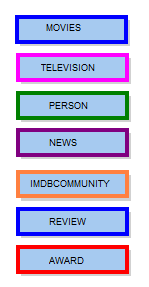 MOVIES
TELEVISION
PERSON
NEWS
IMDBCOMMUNITY
REVIEW
AWARD